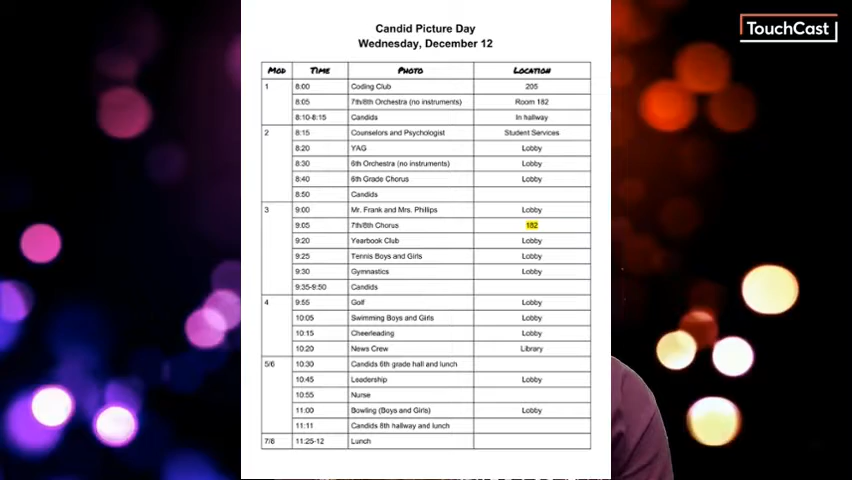 Candid Picture Day
Wednesday, December 12
TouchCast
MOD TIME PHOTO LOCATION
1 8:00 Coding Club 205
8:05 7th/8th Orchestra (no instruments) Room 182
8:10-8:15 Candids In hallway
2 8:15 Counselors and Psychologist Student Services
8:20 YAG Lobby
8:30 6th Orchestra (no instruments) Lobby
8:40 6th Grade Chorus Lobby
8:50 Candids
3 9:00 Mr. Frank and Mrs. Phillips Lobby
9:05 7th/8th Chorus 182
9:20 Yearbook Club Lobby
9:25 Tennis Boys and Girls Lobby
9:30 Gymnastics Lobby
9:35-9:50 Candids
4 9:55 Golf Lobby
10:05 Swimming Boys and Girls Lobby
10:15 Cheerleading Lobby
10:20 News Crew Library
5/6 10:30 Candids 6th grade hall and lunch
10:45 Leadership Lobby
10:55 Nurse
11:00 Bowling (Boys and Girls) Lobby
11:11 Candids 8th hallway and lunch
7/8 11:25-12 Lunch